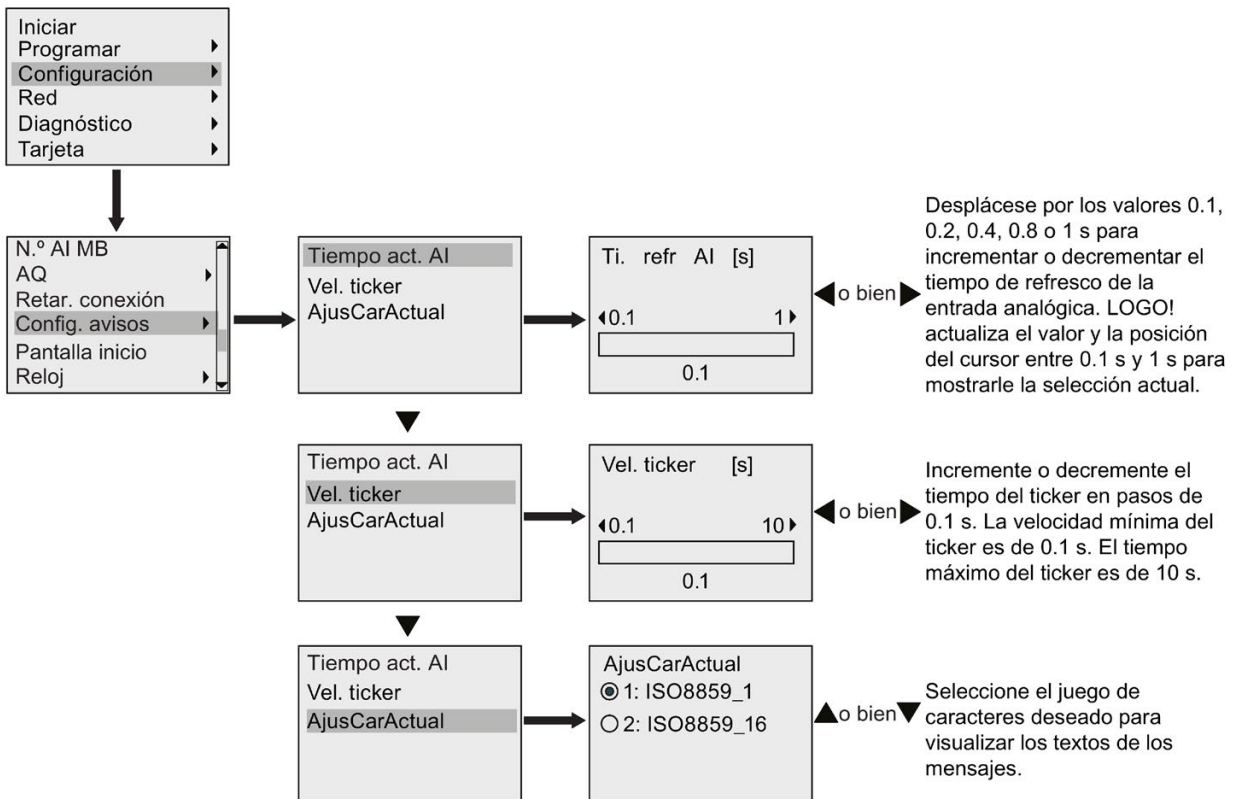 Iniciar
Programar
Configuración
Red
Diagnóstico
Tarjeta
N.º AI MB
AQ
Retar. conexión
Config. avisos
Pantalla inicio
Reloj
Tiempo act. AI
Vel. ticker
AjusCarActual
Ti. refr AI [s]
0.1 1
0.1
o bien
Desplácese por los valores 0.1,
0.2, 0.4, 0.8 o 1 s para
incrementar o decrementar el
tiempo de refresco de la
entrada analógica. LOGO!
actualiza el valor y la posición
del cursor entre 0.1 s y 1 s para
mostrarle la selección actual.
Tiempo act. AI
Vel. ticker
AjusCarActual
Vel. ticker [s]
0.1 10
0.1
o bien
Incremente o decremente el
tiempo del ticker en pasos de
0.1 s. La velocidad mínima del
ticker es de 0.1 s. El tiempo
máximo del ticker es de 10 s.
Tiempo act. AI
Vel. ticker
AjusCarActual
AjusCarActual
1: ISO8859_1
2: ISO8859_16
o bien
Seleccione el juego de
caracteres deseado para
visualizar los textos de los
mensajes.